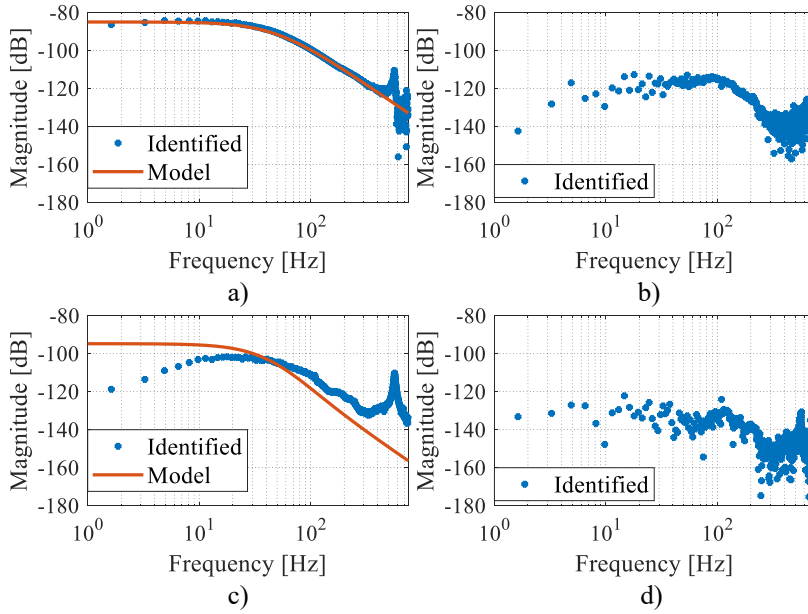 Magnitude [dB]
-80
-100
-120
-140
-160
-180
Identified
Model
10^0
10^1
10^2
Frequency [Hz]
a)
Magnitude [dB]
-80
-100
-120
-140
-160
-180
Identified
10^0
10^1
10^2
Frequency [Hz]
b)
Magnitude [dB]
-80
-100
-120
-140
-160
-180
Identified
Model
10^0
10^1
10^2
Frequency [Hz]
c)
Magnitude [dB]
-80
-100
-120
-140
-160
-180
Identified
10^0
10^1
10^2
Frequency [Hz]
d)